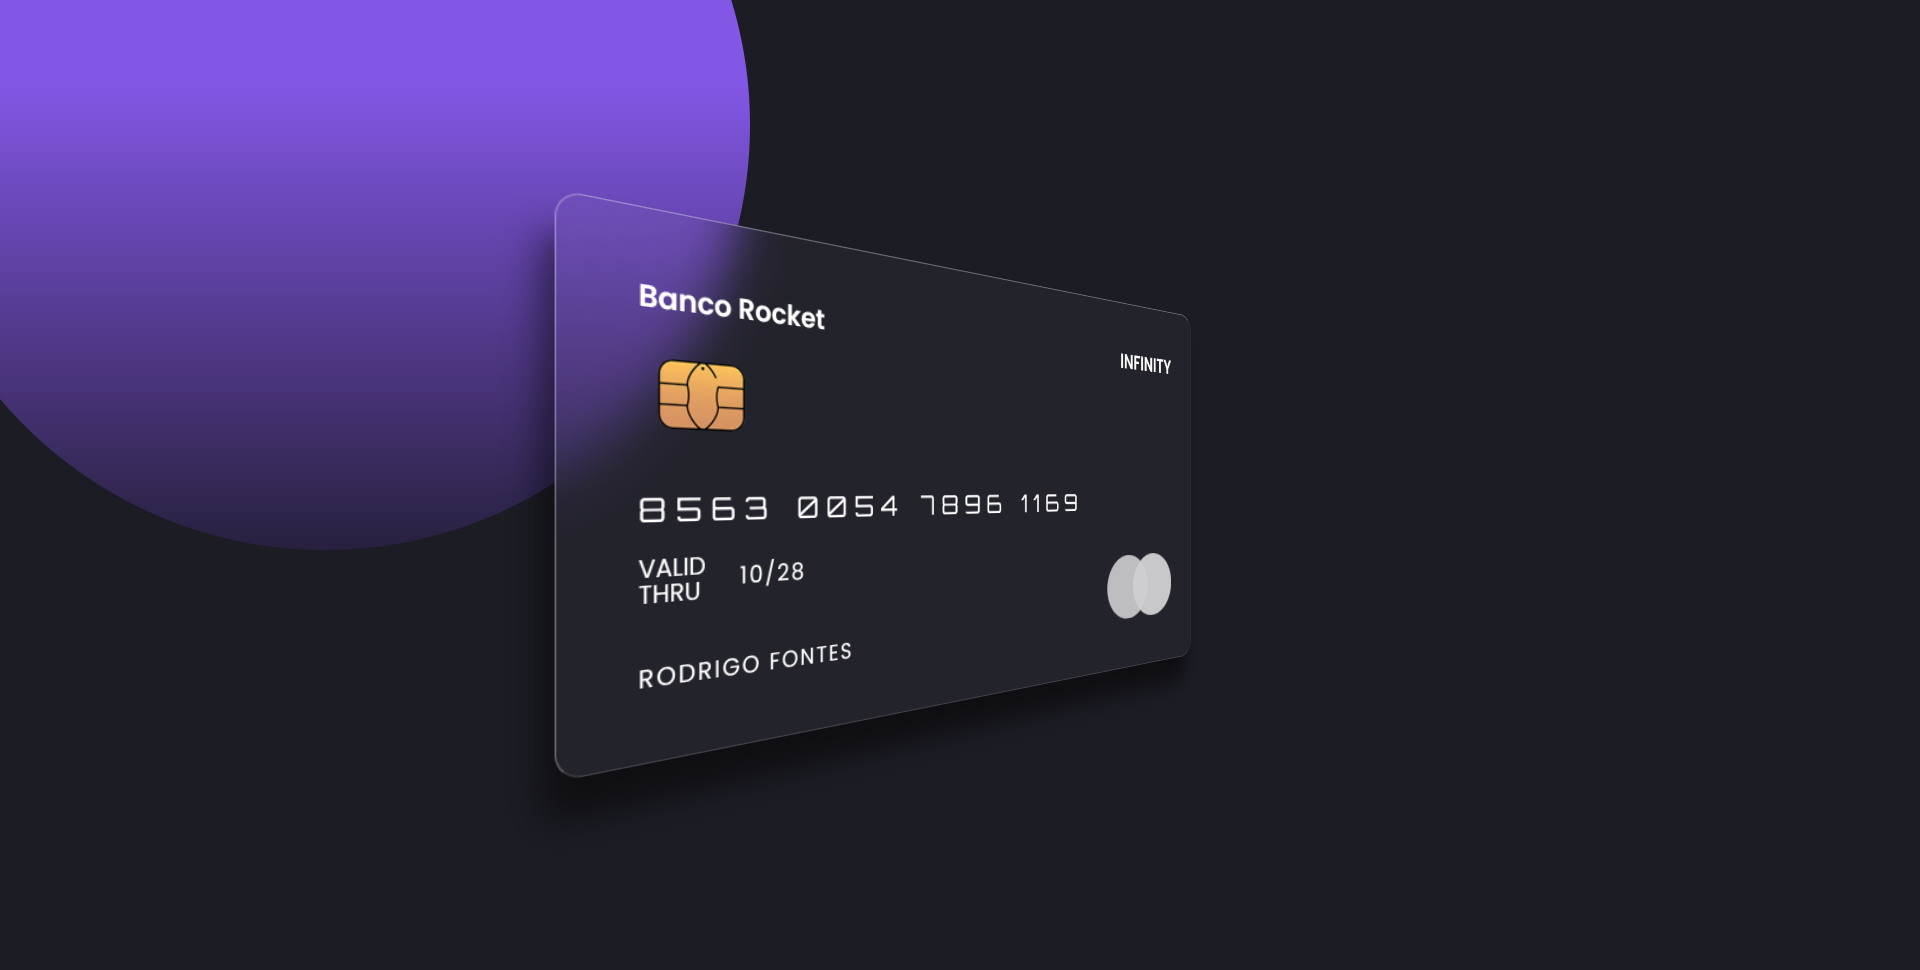 Banco Rocket
INFINITY
8563 0054 7896 1169
VALID
THRU
10/28
RODRIGO FONTES